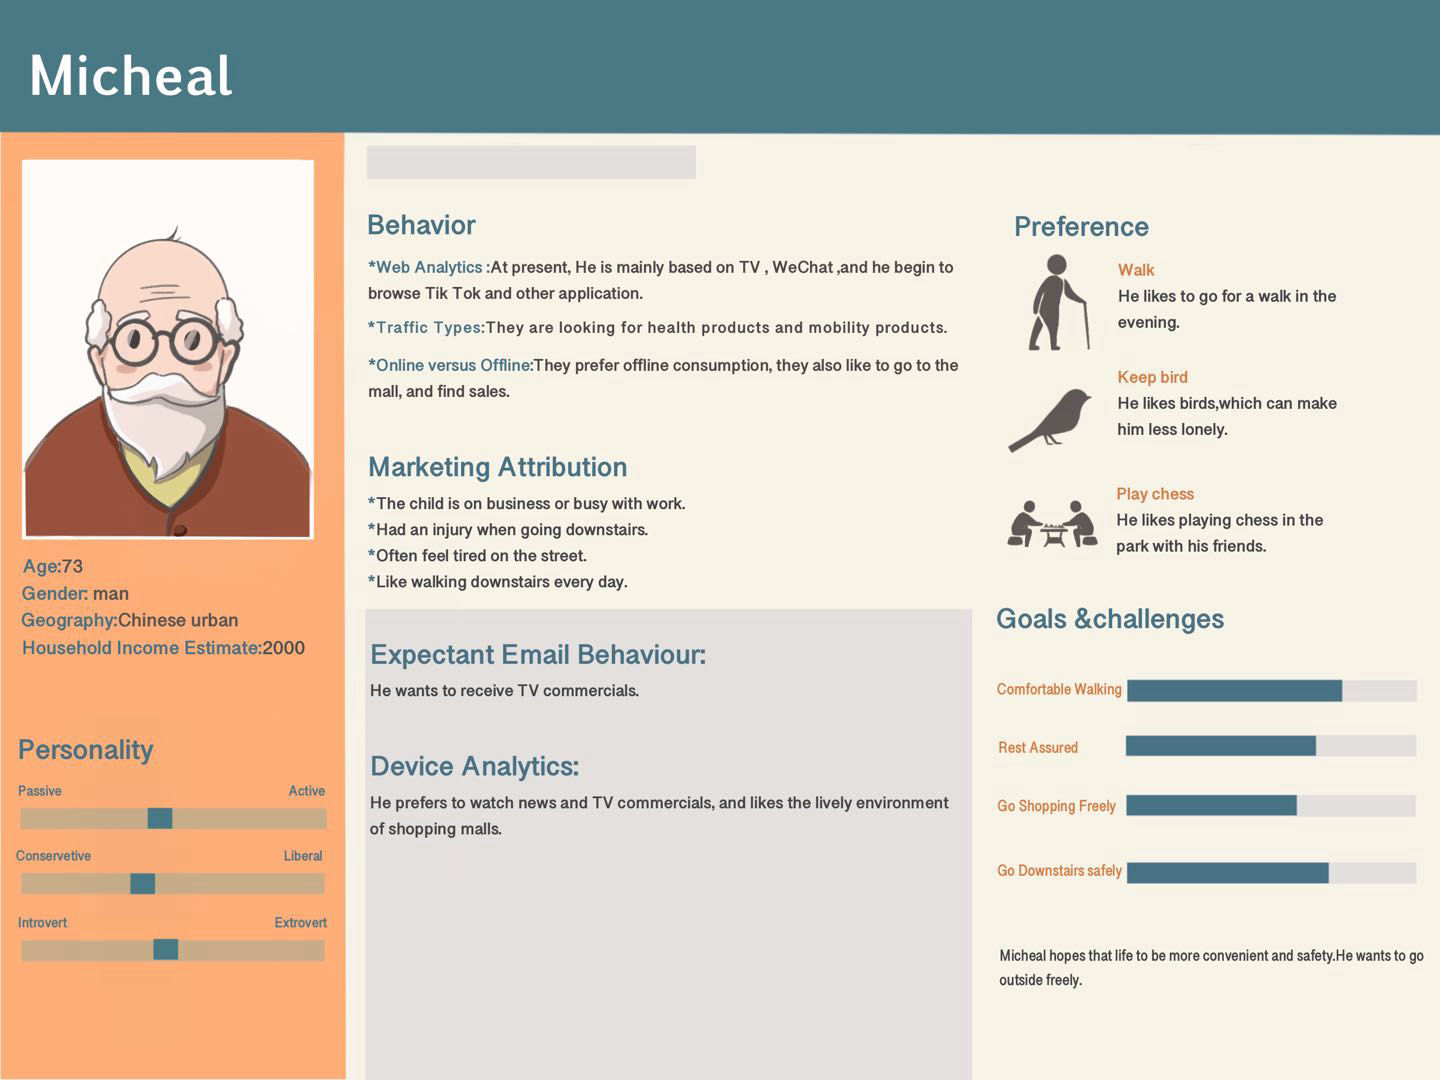 Micheal
Age:73
Gender: man
Geography:Chinese urban
Household Income Estimate:2000
Personality
Passive Active
Conservetive Liberal
Introvert Extrovert
Behavior
*Web Analytics :At present, He is mainly based on TV , WeChat ,and he begin to
browse Tik Tok and other application.
*Traffic Types:They are looking for health products and mobility products.
*Online versus Offline:They prefer offline consumption, they also like to go to the
mall, and find sales.
Marketing Attribution
*The child is on business or busy with work.
*Had an injury when going downstairs.
*Often feel tired on the street.
*Like walking downstairs every day.
Expectant Email Behaviour:
He wants to receive TV commercials.
Device Analytics:
He prefers to watch news and TV commercials, and likes the lively environment
of shopping malls.
Preference
Walk
He likes to go for a walk in the
evening.
Keep bird
He likes birds,which can make
him less lonely.
Play chess
He likes playing chess in the
park with his friends.
Goals &challenges
Comfortable Walking
Rest Assured
Go Shopping Freely
Go Downstairs safely
Micheal hopes that life to be more convenient and safety.He wants to go
outside freely.